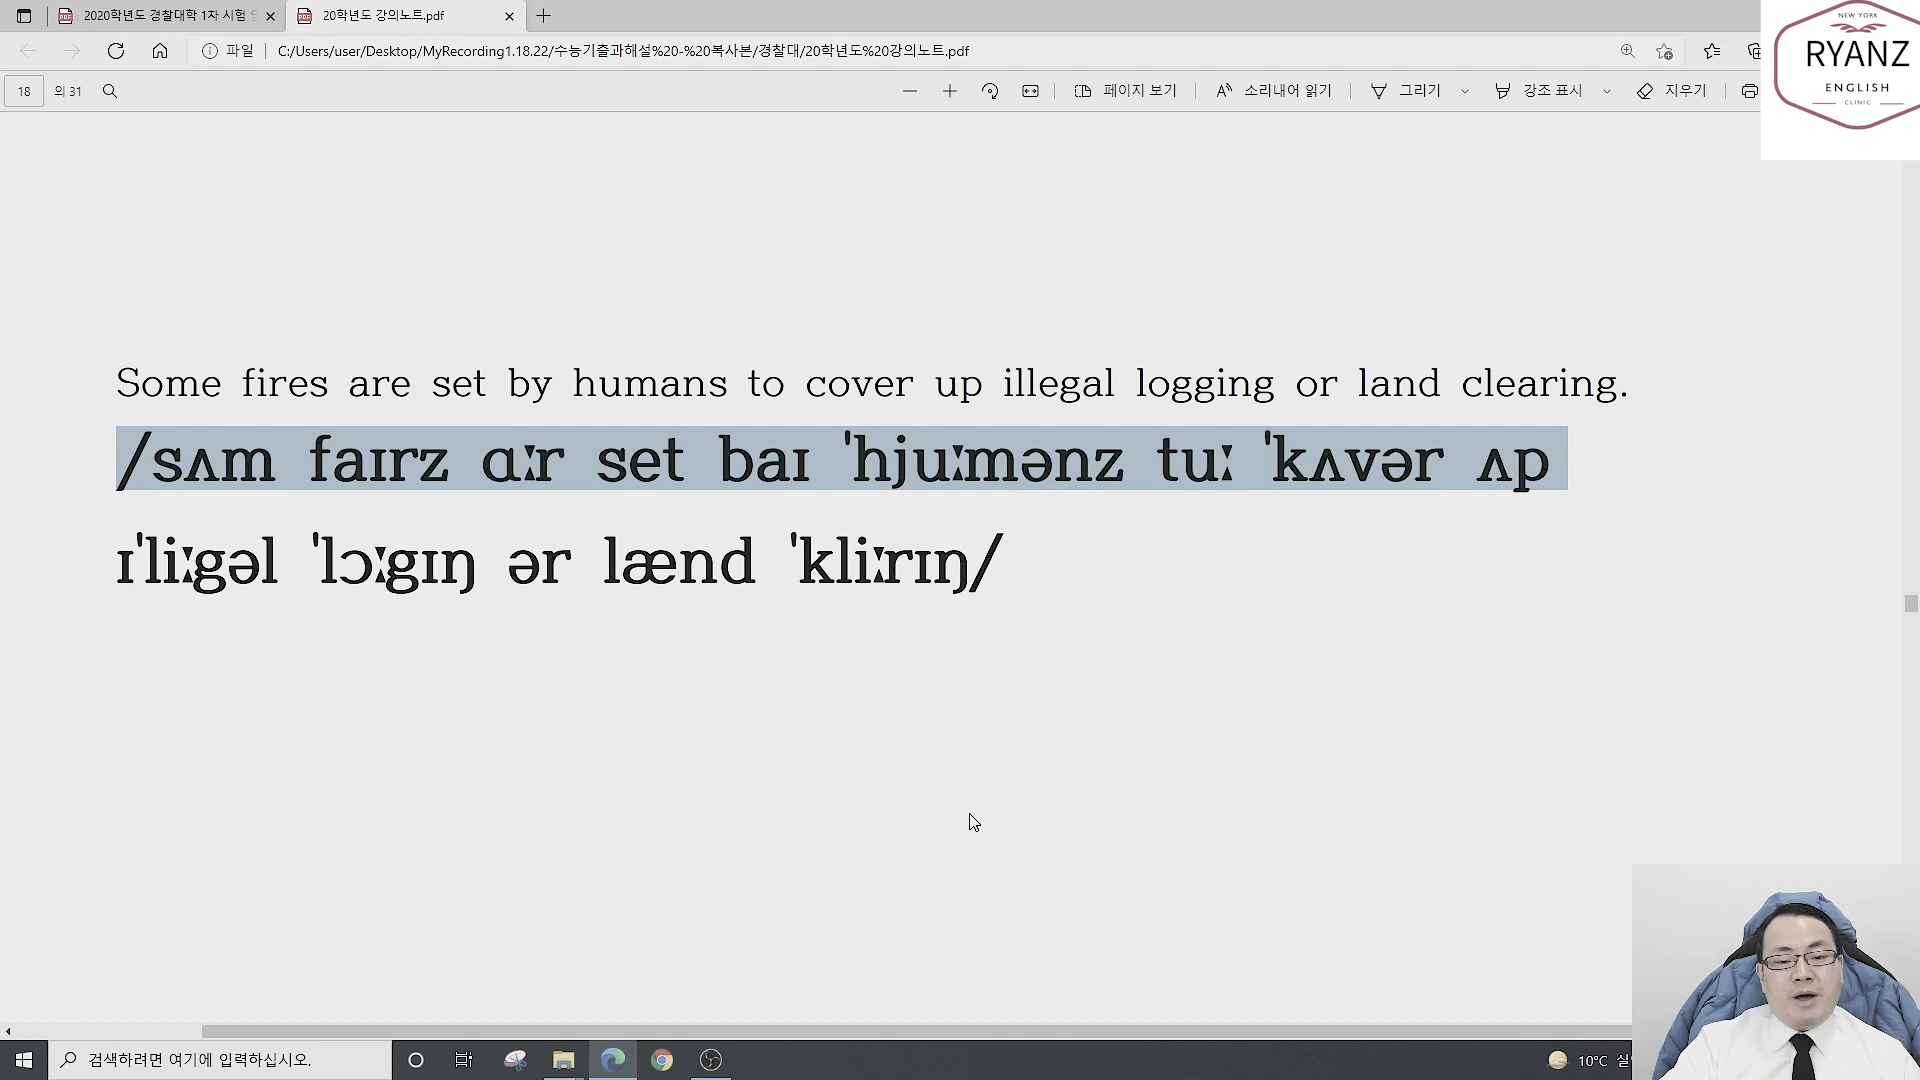 2020학년도 경찰대학 1차 시험
20학년도 강의노트.pdf
파일
C:/Users/user/Desktop/MyRecording1.18.22/수능기출과해설%20-%20복사본/경찰대/20학년도%20강의노트.pdf
18 의 31
페이지 보기
소리내어 읽기
그리기
강조 표시
지우기
NEW YORK
RYANZ
ENGLISH
CLINIC
Some fires are set by humans to cover up illegal logging or land clearing.
/sʌm faɪrz ɑːr set baɪ ˈhjuːmənz tuː ˈkʌvər ʌp
ɪˈliːgəl ˈlɔːgɪŋ ər lænd ˈkliːrɪŋ/
검색하려면 여기에 입력하십시오.
10°C